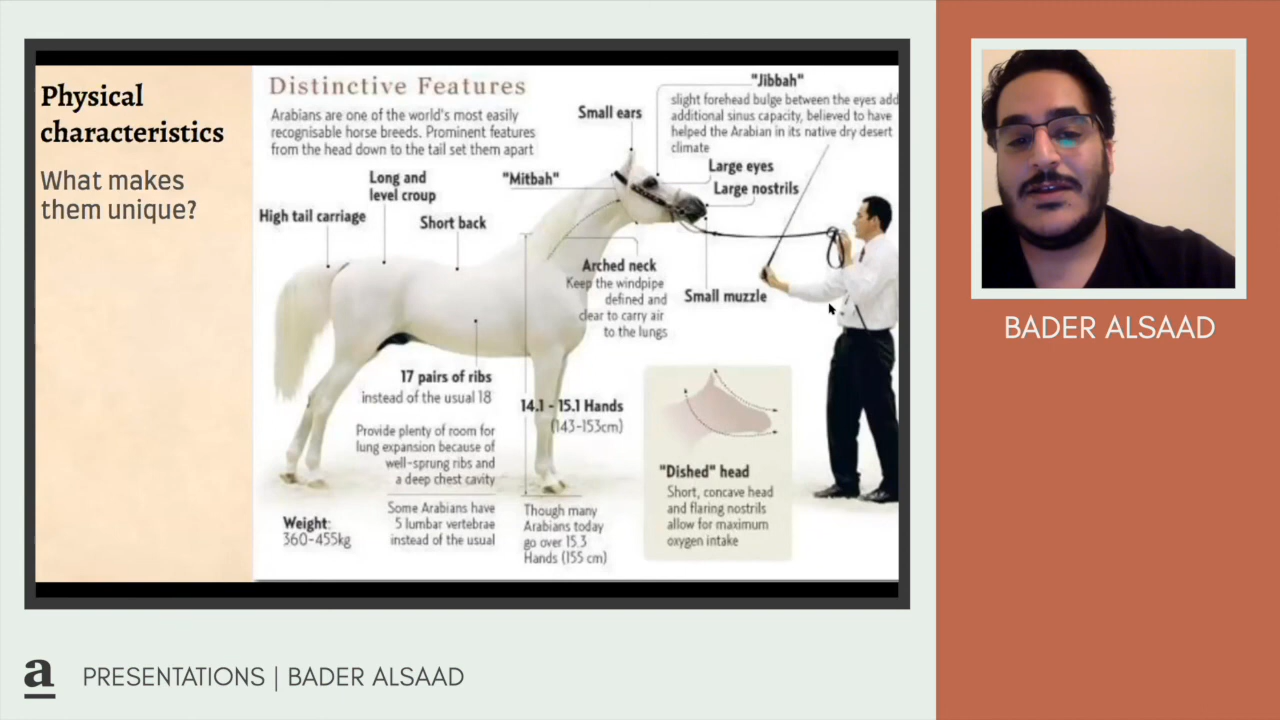 Physical
characteristics
What makes
them unique?
Distinctive Features
Arabians are one of the world's most easily
recognisable horse breeds. Prominent features
from the head down to the tail set them apart
Small ears
"Jibbah"
slight forehead bulge between the eyes add
additional sinus capacity, believed to have
helped the Arabian in its native dry desert
climate
Large eyes
Large nostrils
"Mitbah"
Long and
level croup
High tail carriage
Short back
Arched neck
Keep the windpipe
defined and
clear to carry air
to the lungs
Small muzzle
17 pairs of ribs
instead of the usual 18
Provide plenty of room for
lung expansion because of
well-sprung ribs and
a deep chest cavity
Some Arabians have
5 lumbar vertebrae
instead of the usual
Weight:
360-455kg
14.1 - 15.1 Hands
(143-153cm)
Though many
Arabians today
go over 15.3
Hands (155 cm)
"Dished" head
Short, concave head
and flaring nostrils
allow for maximum
oxygen intake
BADER ALSAAD
a PRESENTATIONS | BADER ALSAAD